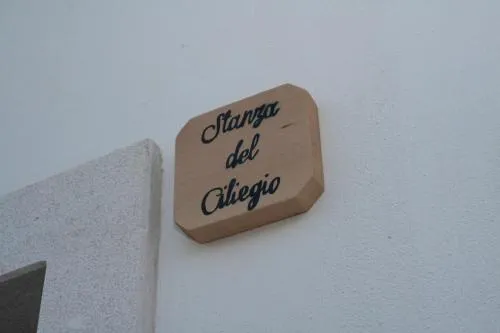 Stanza
del
Ciliegio